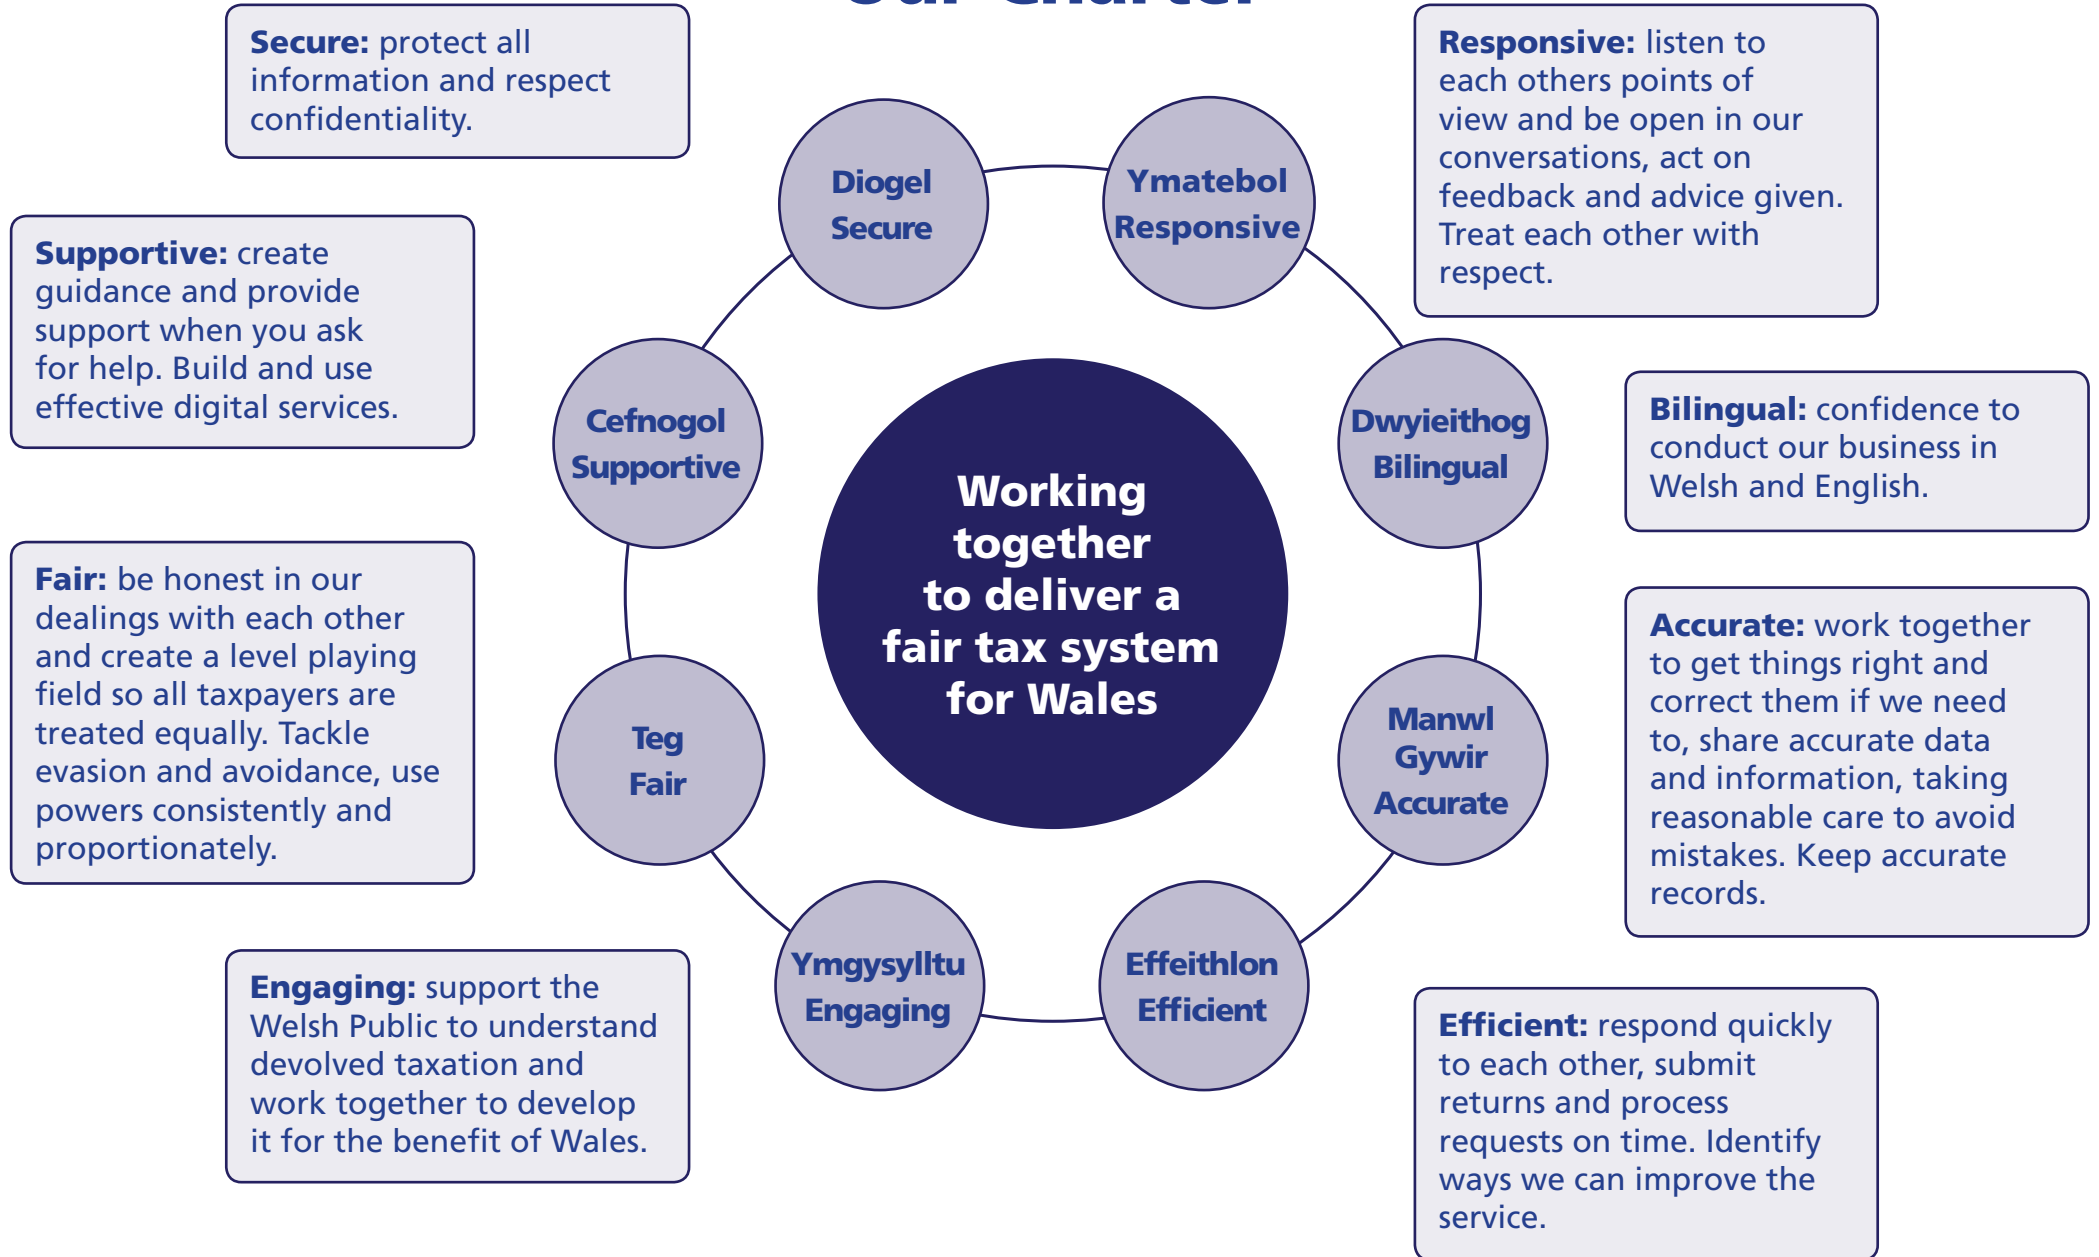 Our Charter
Secure: protect all
information and respect
confidentiality.
Responsive: listen to
each others points of
view and be open in our
conversations, act on
feedback and advice given.
Treat each other with
respect.
Supportive: create
guidance and provide
support when you ask
for help. Build and use
effective digital services.
Bilingual: confidence to
conduct our business in
Welsh and English.
Fair: be honest in our
dealings with each other
and create a level playing
field so all taxpayers are
treated equally. Tackle
evasion and avoidance, use
powers consistently and
proportionately.
Accurate: work together
to get things right and
correct them if we need
to, share accurate data
and information, taking
reasonable care to avoid
mistakes. Keep accurate
records.
Engaging: support the
Welsh Public to understand
devolved taxation and
work together to develop
it for the benefit of Wales.
Efficient: respond quickly
to each other, submit
returns and process
requests on time. Identify
ways we can improve the
service.
Diogel
Secure
Ymatebol
Responsive
Dwyieithog
Bilingual
Manwl
Gywir
Accurate
Effeithlon
Efficient
Ymgysylltu
Engaging
Teg
Fair
Cefnogol
Supportive
Working
together
to deliver a
fair tax system
for Wales